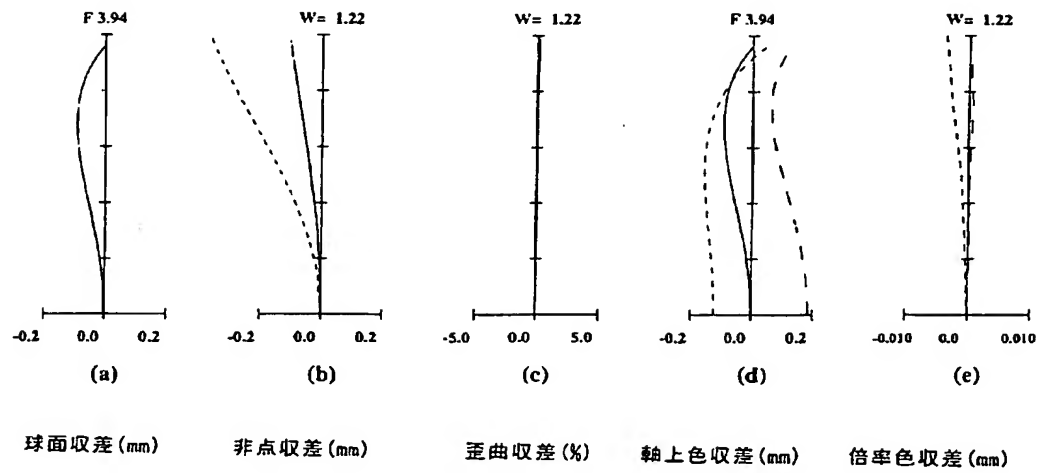 F 3.94 W= 1.22 F 3.94 W= 1.22
-0.2 0.0 0.2 -0.2 0.0 0.2 -5.0 0.0 5.0 -0.2 0.0 0.2 -0.010 0.0 0.010
(a) (b) (c) (d) (e)
球面収差(mm) 非点収差(mm) 歪曲収差(%) 軸上色収差(mm) 倍率色収差(mm)